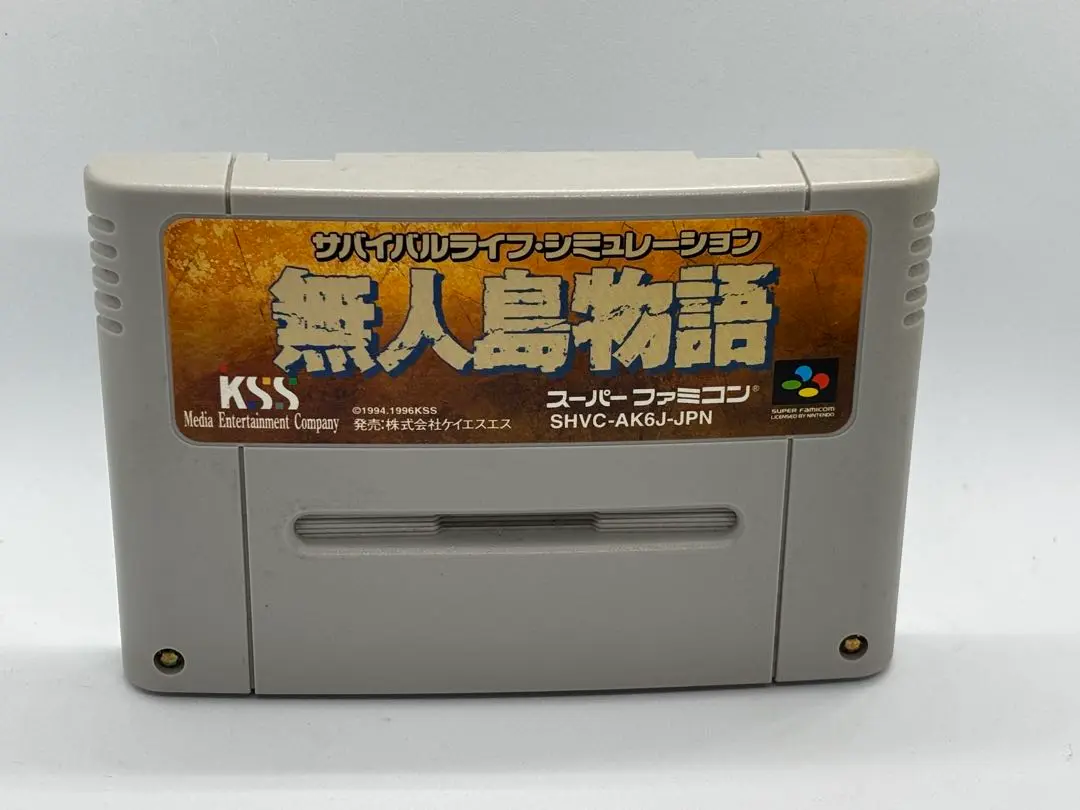 サバイバルライフ・シミュレーション
無人島物語
KSS
Media Entertainment Company
©1994.1996KSS
発売:株式会社ケイエスエス
スーパーファミコン®
SHVC-AK6J-JPN
SUPER FAMICOM
LICENSED BY NINTENDO